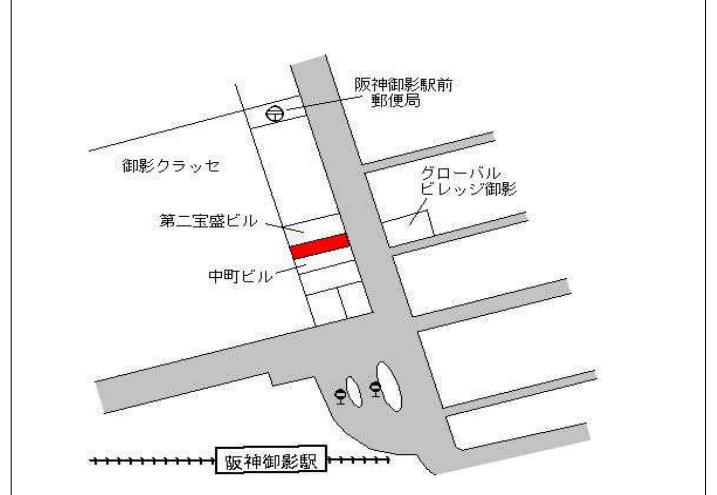 阪神御影駅前
郵便局
御影クラッセ
グローバル
ビレッジ御影
第二宝盛ビル
中町ビル
阪神御影駅